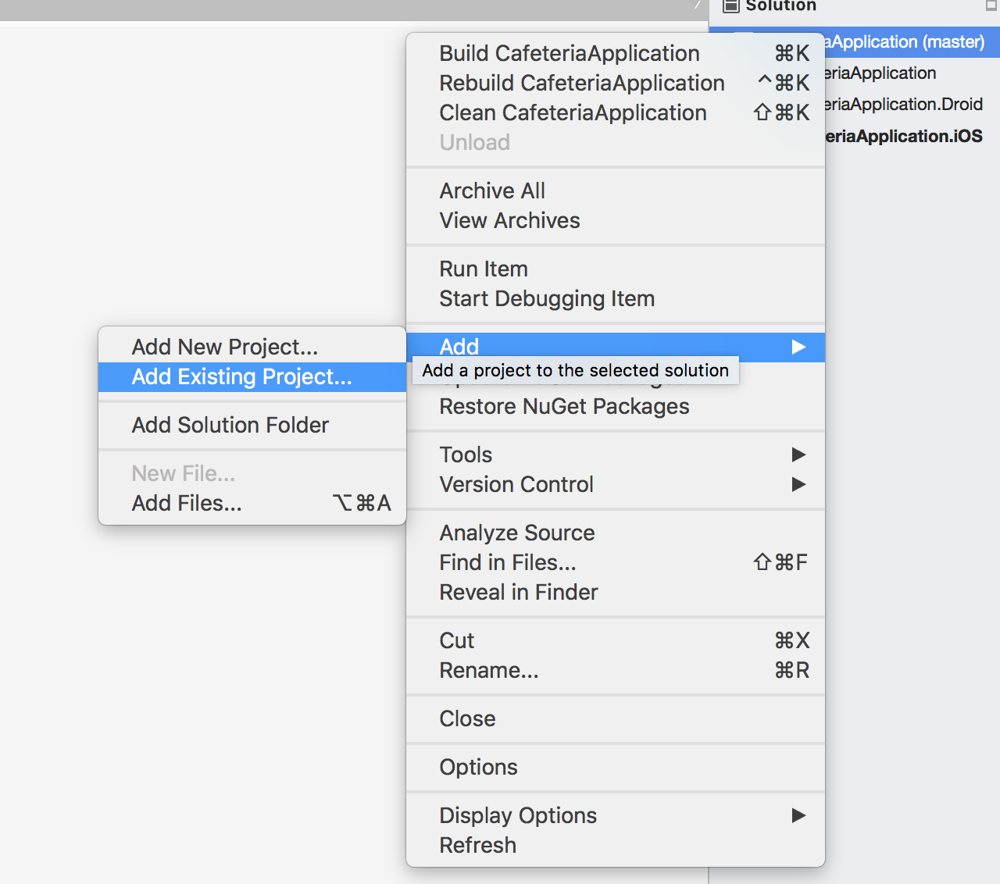 Solution
aApplication (master)
eriaApplication
eriaApplication.Droid
eriaApplication.iOS
Build CafeteriaApplication ⌘K
Rebuild CafeteriaApplication ^⌘K
Clean CafeteriaApplication ⇧⌘K
Unload
Archive All
View Archives
Run Item
Start Debugging Item
Add ▶
Add a project to the selected solution
Restore NuGet Packages
Tools ▶
Version Control ▶
Analyze Source
Find in Files... ⇧⌘F
Reveal in Finder
Cut ⌘X
Rename... ⌘R
Close
Options
Display Options ▶
Refresh
Add New Project...
Add Existing Project...
Add Solution Folder
New File...
Add Files... ⌥⌘A